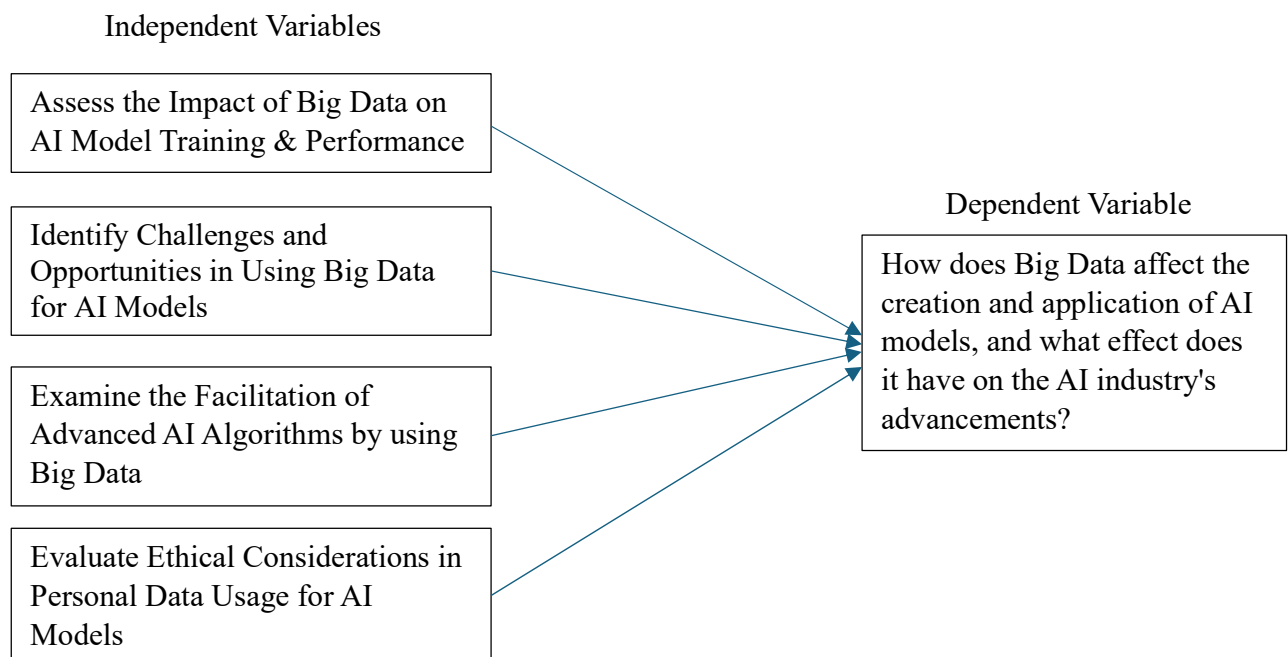 Independent Variables
Assess the Impact of Big Data on
AI Model Training & Performance
Identify Challenges and
Opportunities in Using Big Data
for AI Models
Examine the Facilitation of
Advanced AI Algorithms by using
Big Data
Evaluate Ethical Considerations in
Personal Data Usage for AI
Models
Dependent Variable
How does Big Data affect the
creation and application of AI
models, and what effect does
it have on the AI industry's
advancements?